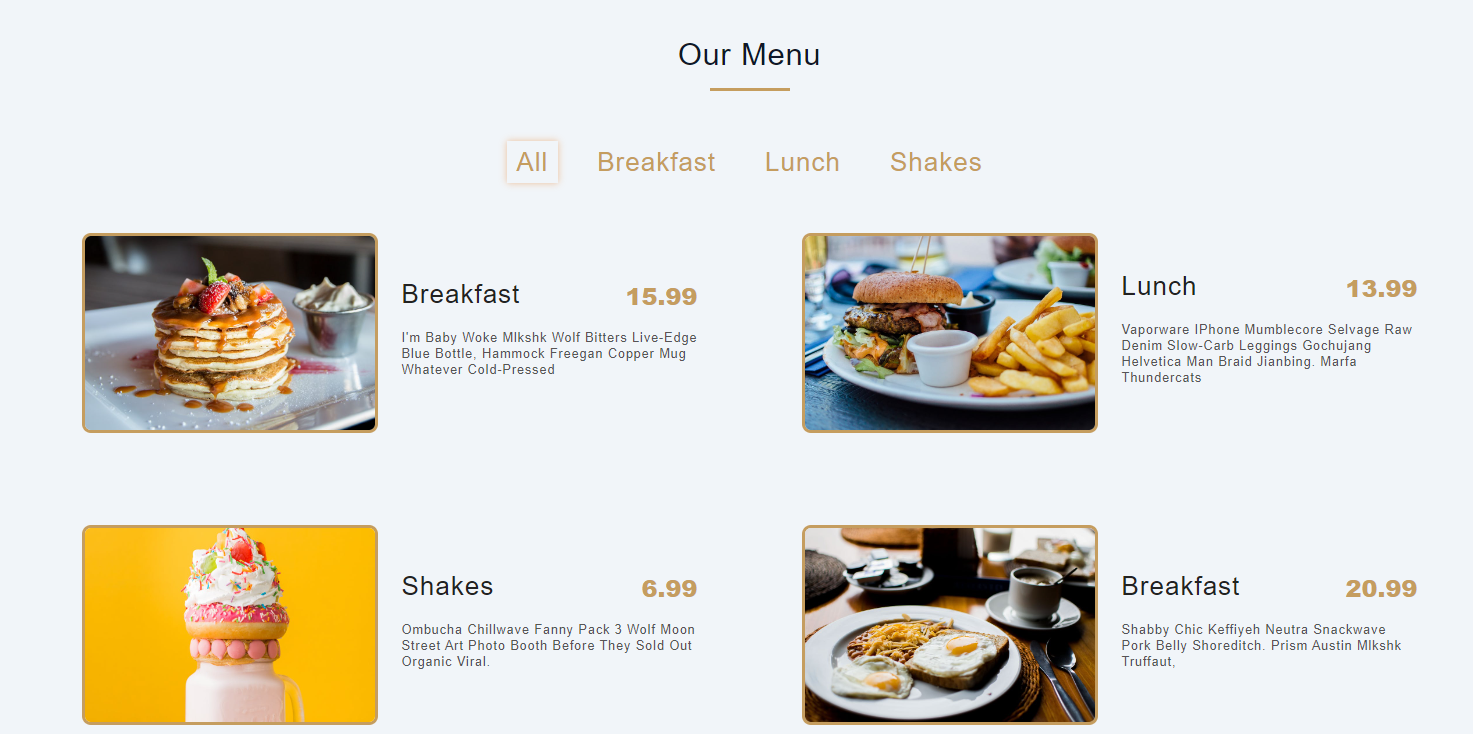 Our Menu
All Breakfast Lunch Shakes
Breakfast 15.99
I'm Baby Woke Mlkshk Wolf Bitters Live-Edge
Blue Bottle, Hammock Freegan Copper Mug
Whatever Cold-Pressed
Lunch 13.99
Vaporware IPhone Mumblecore Selvage Raw
Denim Slow-Carb Leggings Gochujang
Helvetica Man Braid Jianbing. Marfa
Thundercats
Shakes 6.99
Ombucha Chillwave Fanny Pack 3 Wolf Moon
Street Art Photo Booth Before They Sold Out
Organic Viral.
Breakfast 20.99
Shabby Chic Keffiyeh Neutra Snackwave
Pork Belly Shoreditch. Prism Austin Mlkshk
Truffaut,